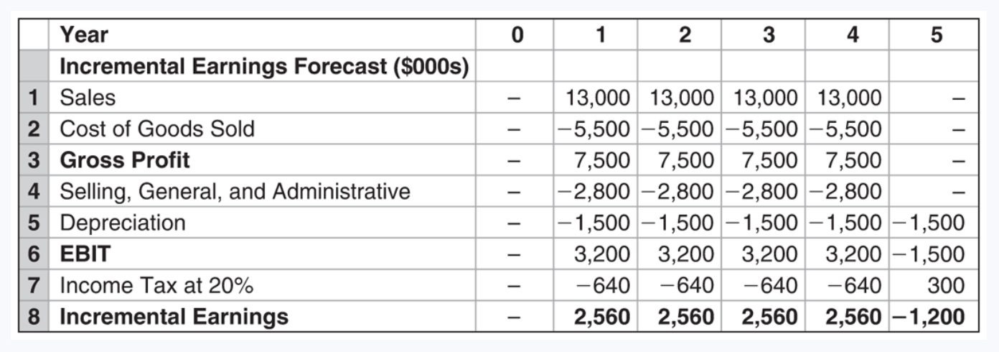 Year 0 1 2 3 4 5
Incremental Earnings Forecast ($000s)
1 Sales – 13,000 13,000 13,000 13,000 –
2 Cost of Goods Sold – −5,500 −5,500 −5,500 −5,500 –
3 Gross Profit – 7,500 7,500 7,500 7,500 –
4 Selling, General, and Administrative – −2,800 −2,800 −2,800 −2,800 –
5 Depreciation – −1,500 −1,500 −1,500 −1,500 −1,500
6 EBIT – 3,200 3,200 3,200 3,200 −1,500
7 Income Tax at 20% – −640 −640 −640 −640 300
8 Incremental Earnings – 2,560 2,560 2,560 2,560 −1,200